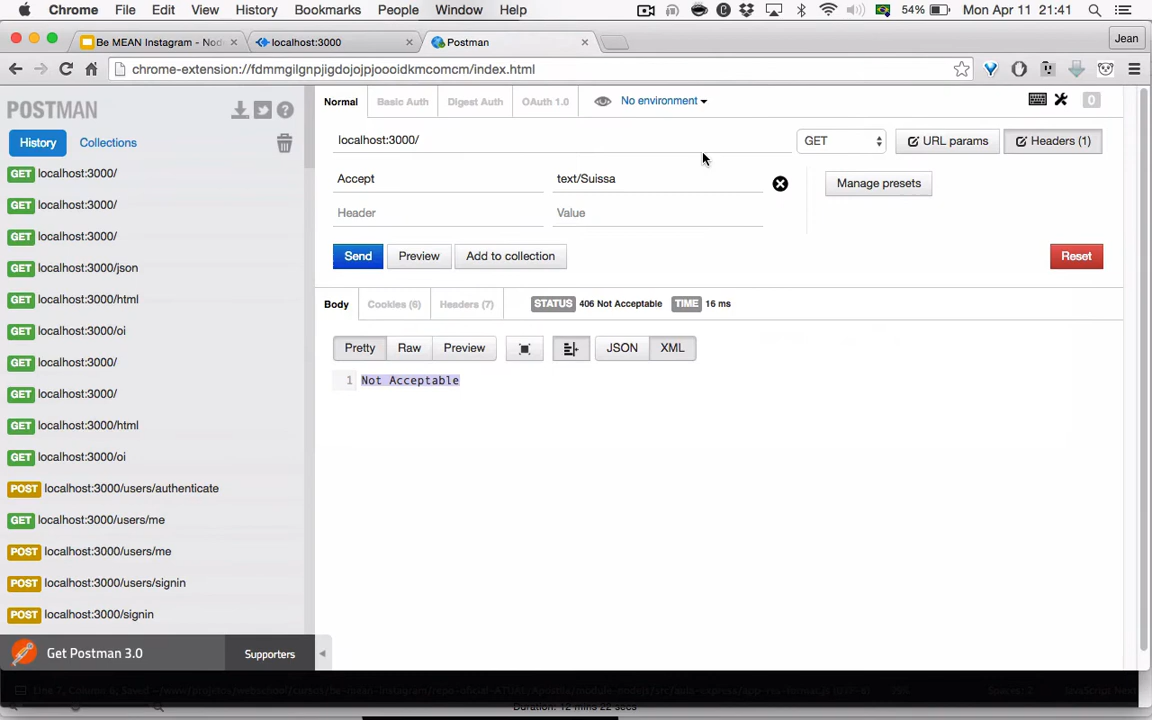 Chrome File Edit View History Bookmarks People Window Help 54% Mon Apr 11 21:41
Be MEAN Instagram - Nod localhost:3000 Postman Jean
chrome-extension://fdmmgilgnpjigdojojpjoooidkmcomcm/index.html
POSTMAN
History Collections
GET localhost:3000/
GET localhost:3000/
GET localhost:3000/
GET localhost:3000/json
GET localhost:3000/html
GET localhost:3000/oi
GET localhost:3000/
GET localhost:3000/
GET localhost:3000/html
GET localhost:3000/oi
POST localhost:3000/users/authenticate
GET localhost:3000/users/me
POST localhost:3000/users/me
POST localhost:3000/users/signin
POST localhost:3000/signin
Get Postman 3.0 Supporters
Normal Basic Auth Digest Auth OAuth 1.0 No environment 0
localhost:3000/ GET URL params Headers (1)
Accept text/Suissa Manage presets
Header Value
Send Preview Add to collection Reset
Body Cookies (6) Headers (7) STATUS 406 Not Acceptable TIME 16 ms
Pretty Raw Preview JSON XML
1 Not Acceptable
Duration: 12 mins 22 secs